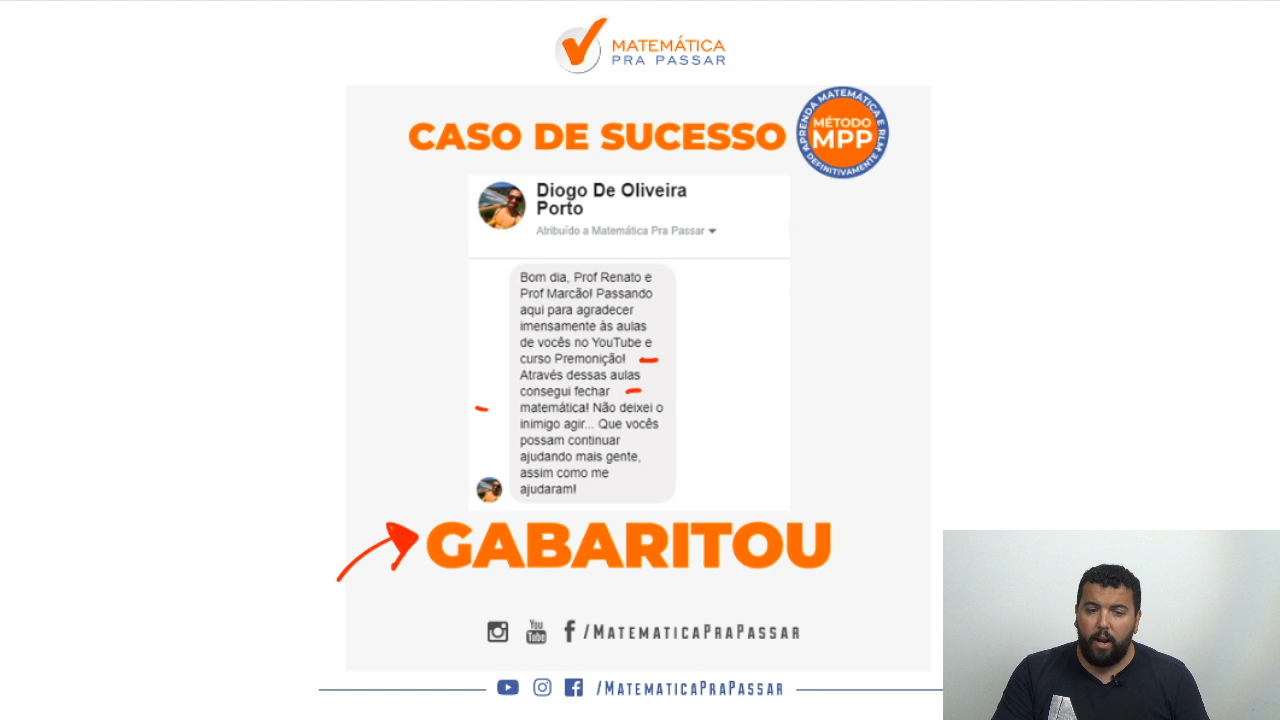 MATEMÁTICA
PRA PASSAR
CASO DE SUCESSO
APRENDA MATEMÁTICA E RLM
MÉTODO
MPP
DEFINITIVAMENTE
Diogo De Oliveira
Porto
Atribuído a Matemática Pra Passar
Bom dia, Prof Renato e
Prof Marcão! Passando
aqui para agradecer
imensamente às aulas
de vocês no YouTube e
curso Premonição!
Através dessas aulas
consegui fechar
matemática! Não deixei o
inimigo agir... Que vocês
possam continuar
ajudando mais gente,
assim como me
ajudaram!
GABARITOU
You
Tube
/MATEMATICAPRAPASSAR
/MATEMATICAPRAPASSAR